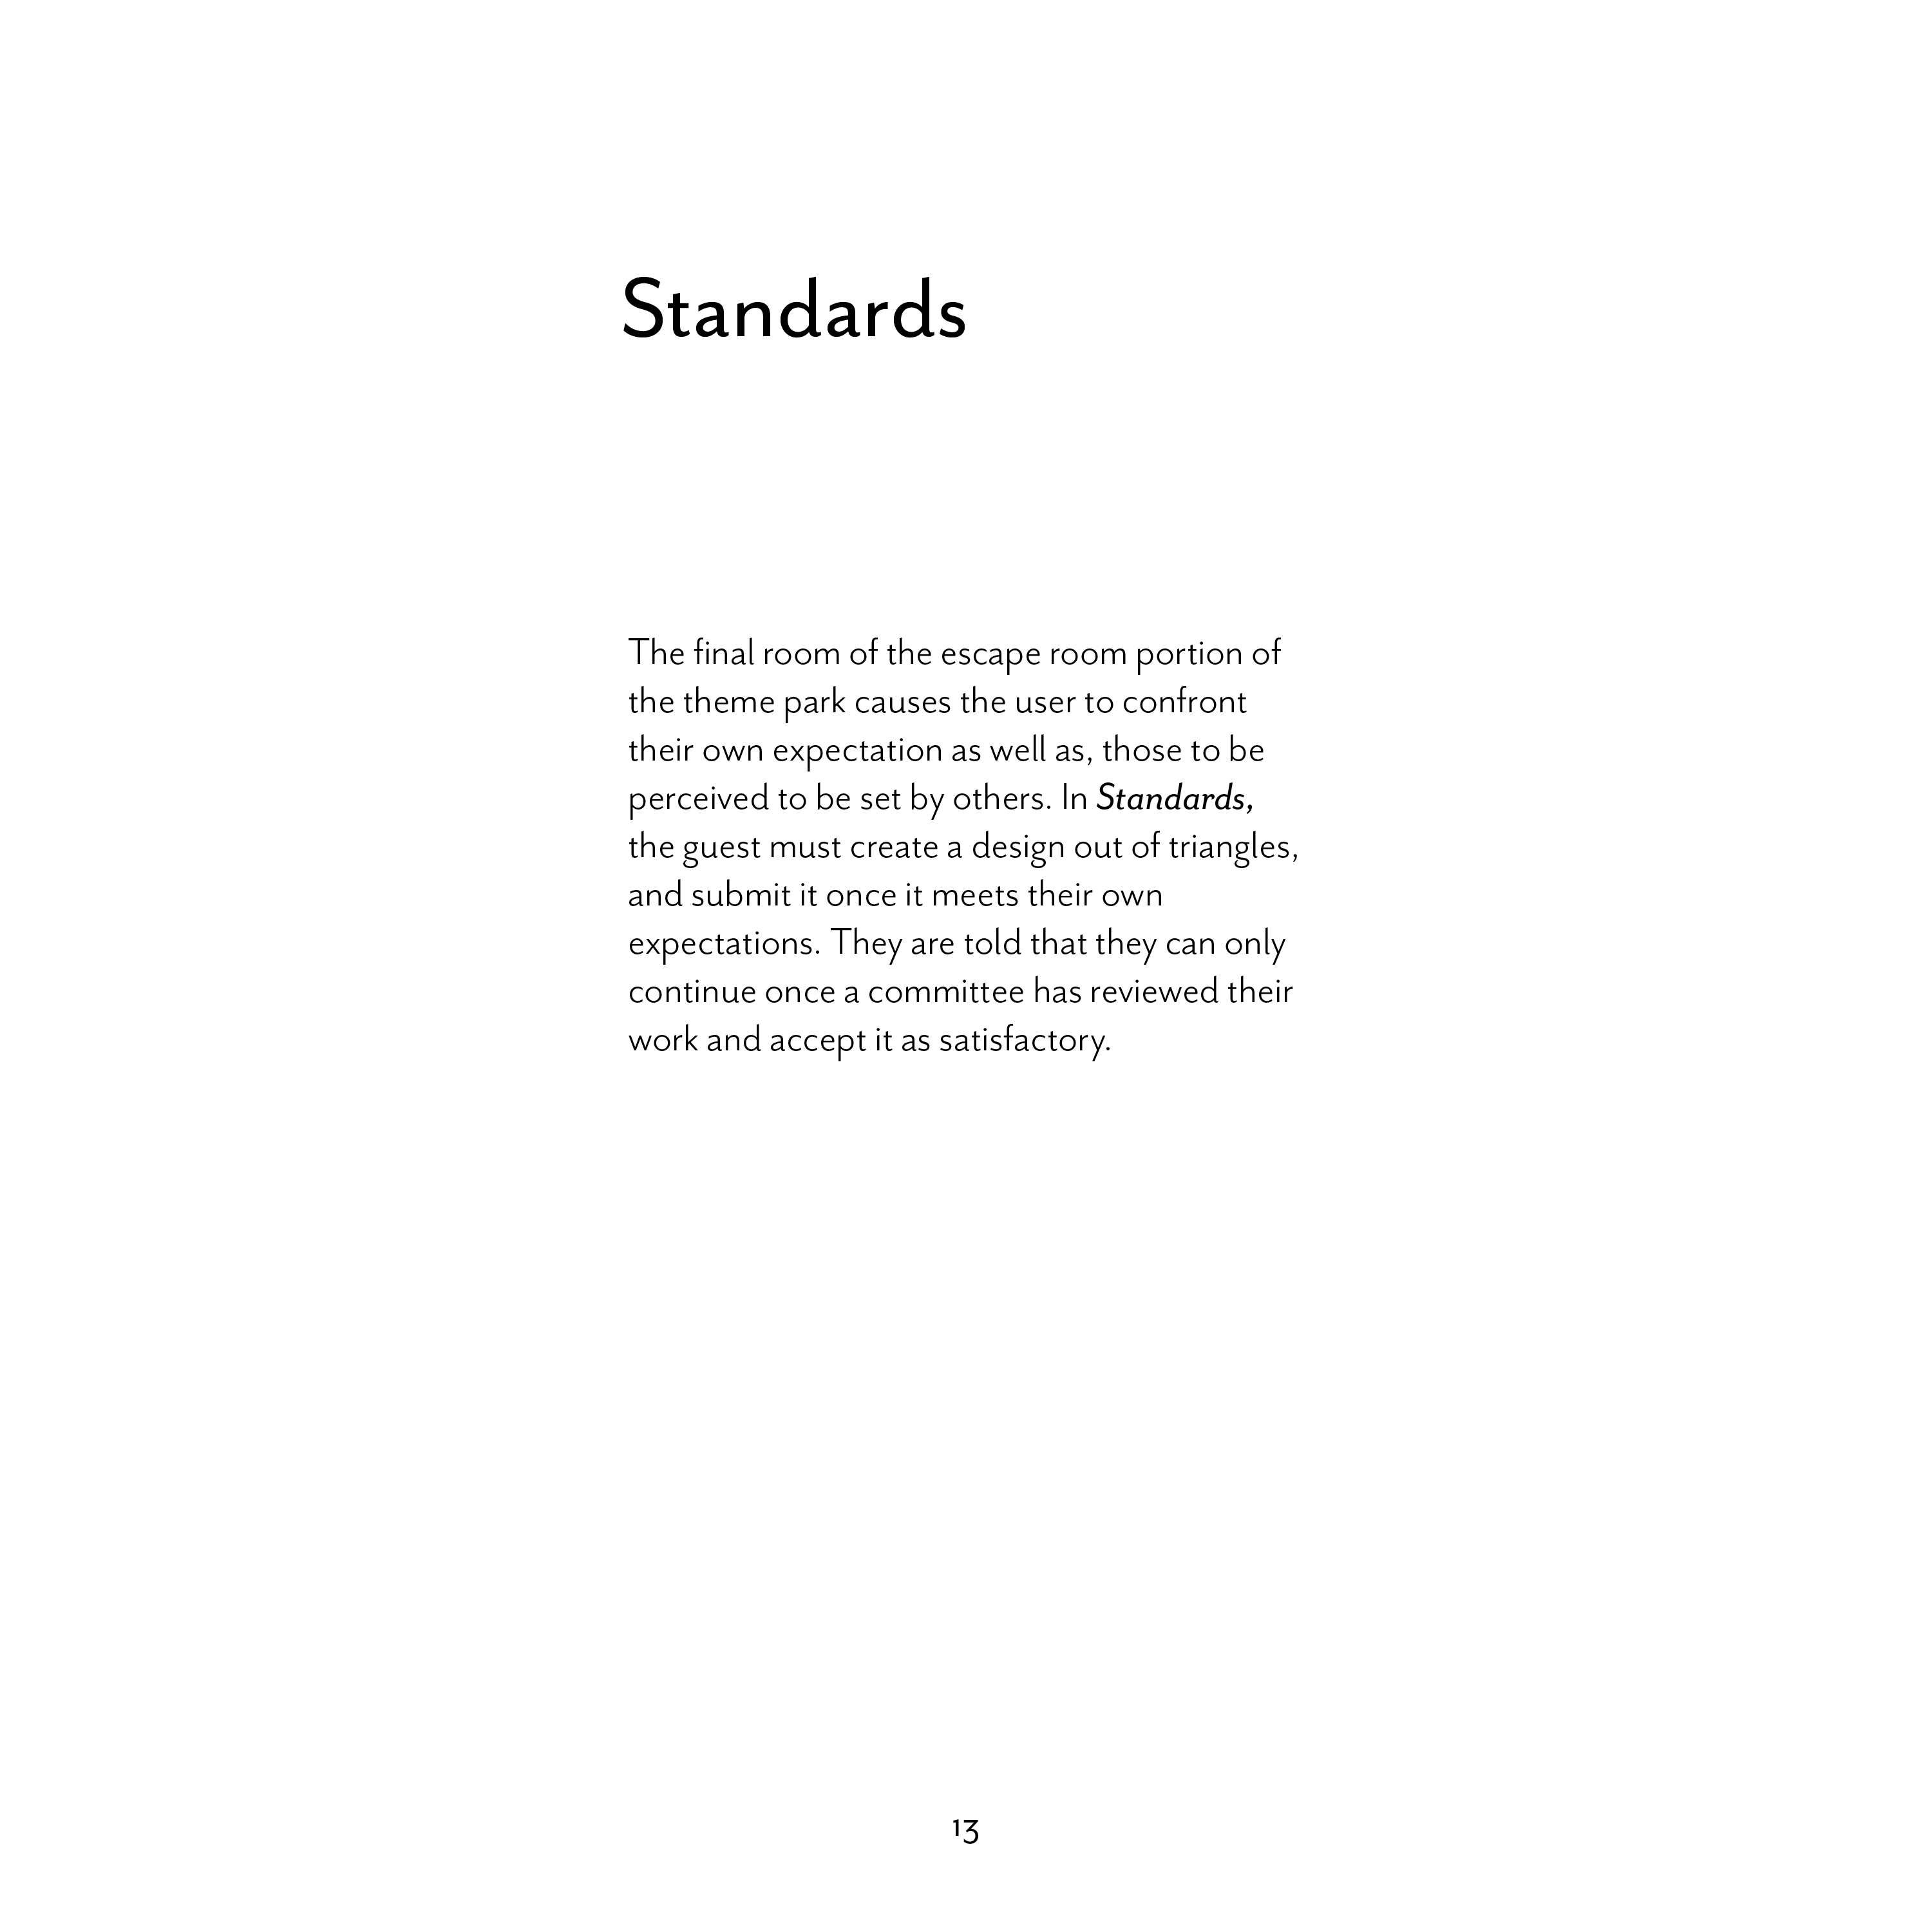 Standards
The final room of the escape room portion of
the theme park causes the user to confront
their own expectation as well as, those to be
perceived to be set by others. In Standards,
the guest must create a design out of triangles,
and submit it once it meets their own
expectations. They are told that they can only
continue once a committee has reviewed their
work and accept it as satisfactory.
13